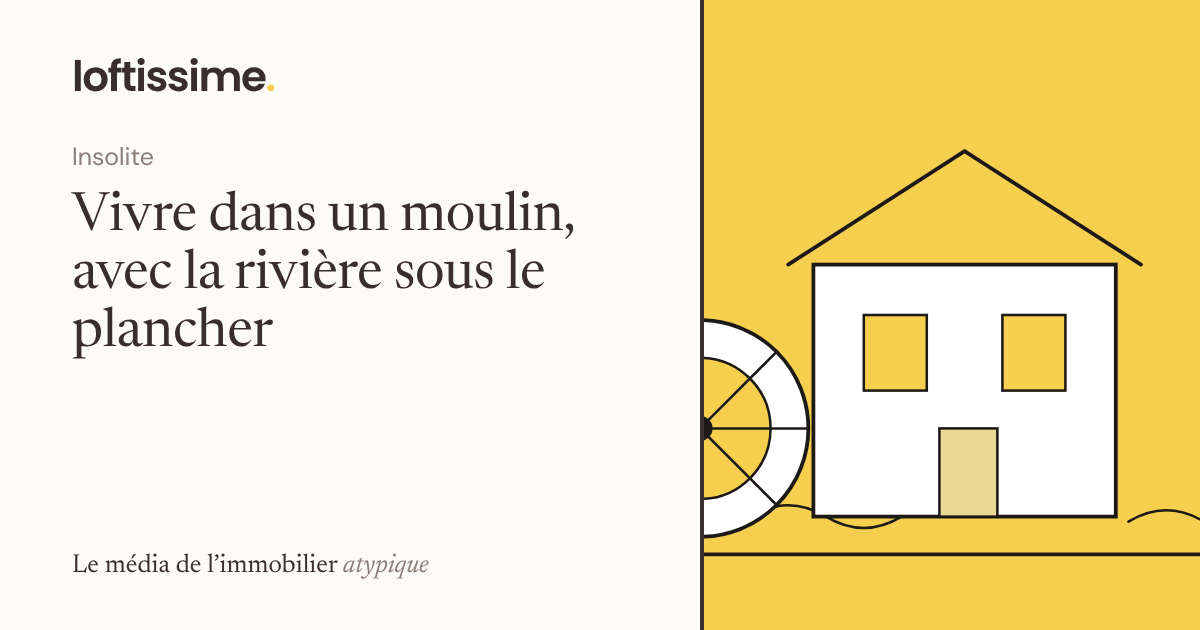 loftissime.
Insolite
Vivre dans un moulin,
avec la rivière sous le
plancher
Le média de l’immobilier atypique